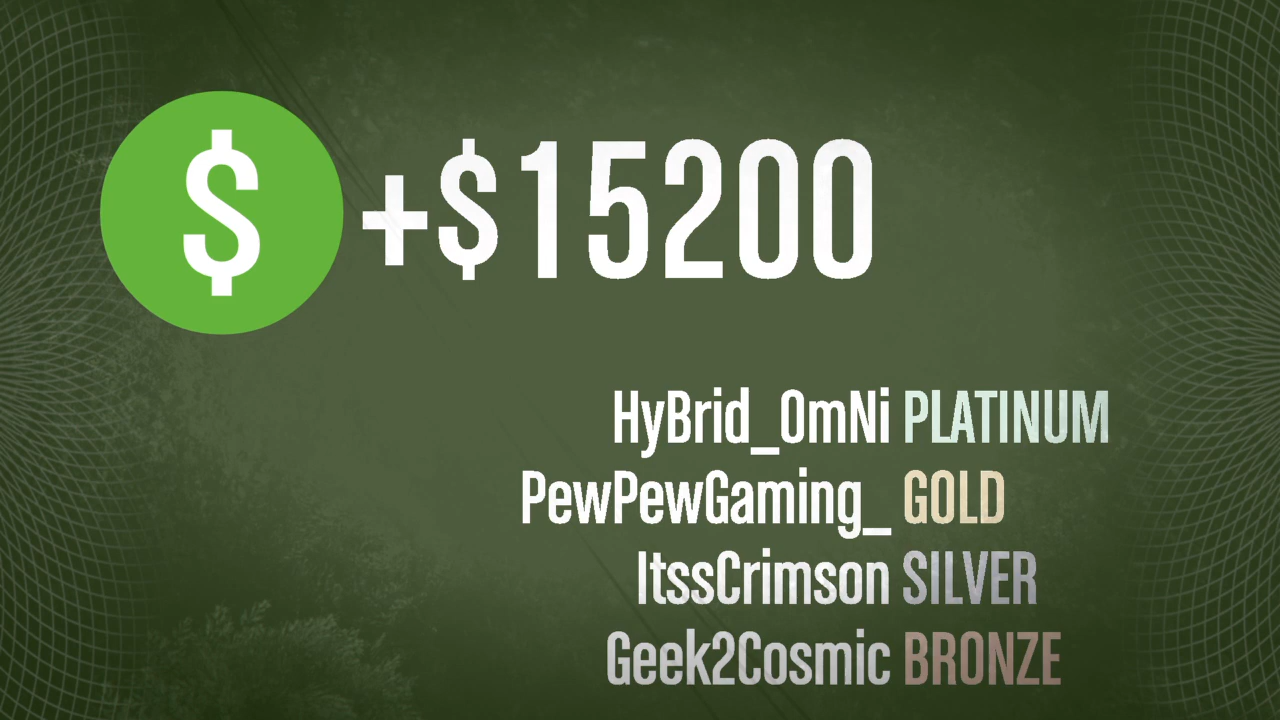 $ +$15200
HyBrid_OmNi PLATINUM
PewPewGaming_ GOLD
ItssCrimson SILVER
Geek2Cosmic BRONZE